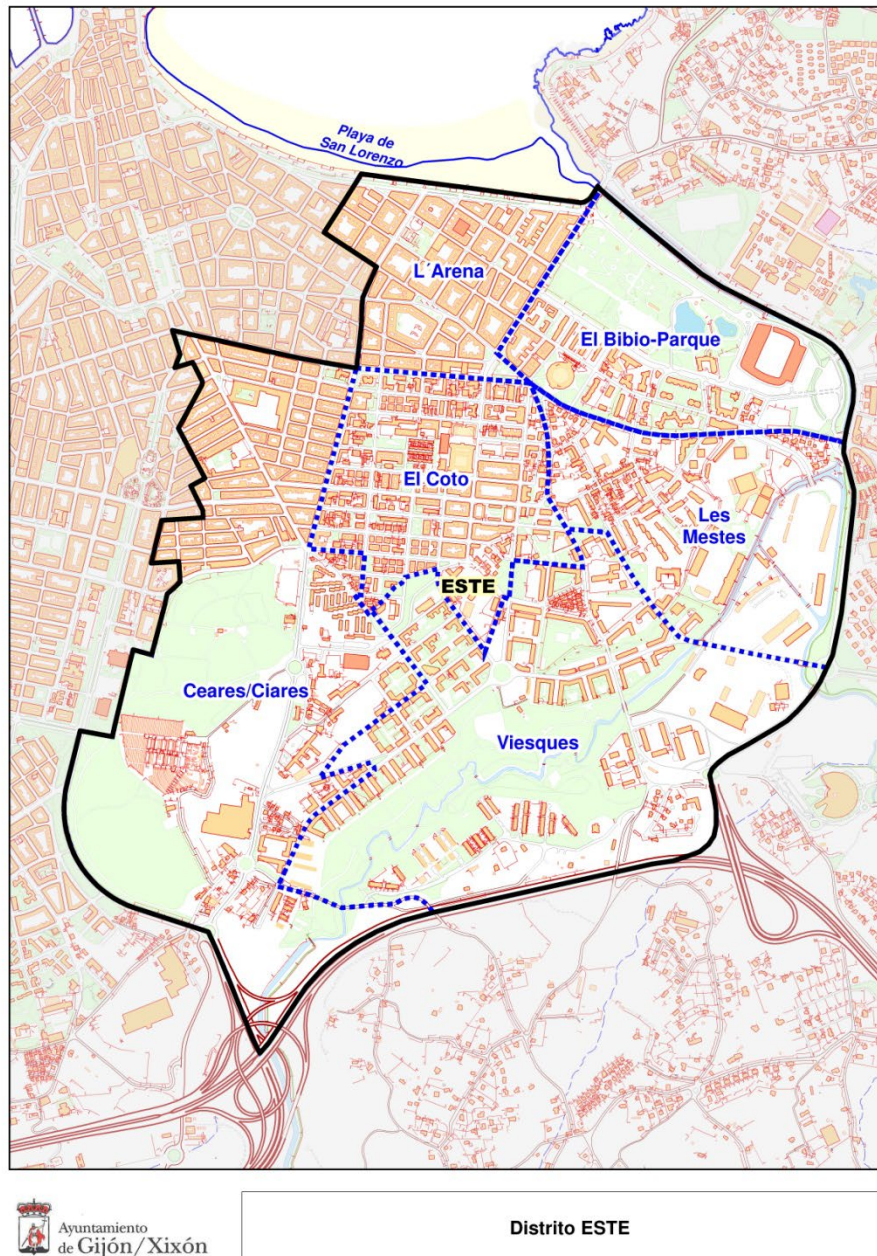 Playa de
San Lorenzo
L´Arena
El Bibio-Parque
El Coto
Les
Mestes
ESTE
Ceares/Ciares
Viesques
Ayuntamiento
de Gijón/Xixón
Distrito ESTE